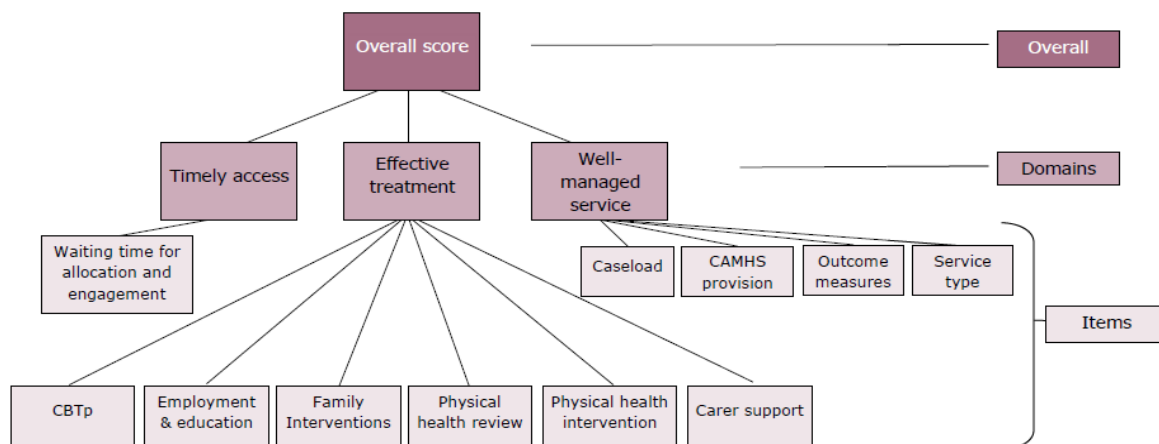 Overall score
Overall
Timely access
Effective
treatment
Well-
managed
service
Domains
Waiting time for
allocation and
engagement
Caseload
CAMHS
provision
Outcome
measures
Service
type
Items
CBTp
Employment
& education
Family
Interventions
Physical
health review
Physical health
intervention
Carer support